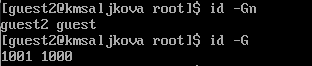 [guest2@kmsaljkova root]$ id -Gn
guest2 guest
[guest2@kmsaljkova root]$ id -G
1001 1000